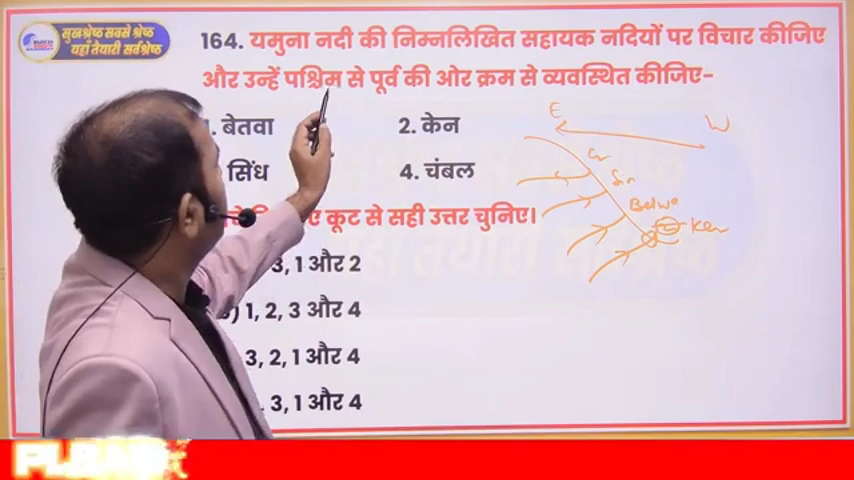 सुखश्रेष्ठ सबसे श्रेष्ठ
यहाँ तैयारी सर्वश्रेष्ठ
164. यमुना नदी की निम्नलिखित सहायक नदियों पर विचार कीजिए
और उन्हें पश्चिम से पूर्व की ओर क्रम से व्यवस्थित कीजिए-
. बेतवा
2. केन
सिंध
4. चंबल
E
W
Betwa
Ken
कूट से सही उत्तर चुनिए।
3, 1 और 2
) 1, 2, 3 और 4
3, 2, 1 और 4
3, 1 और 4